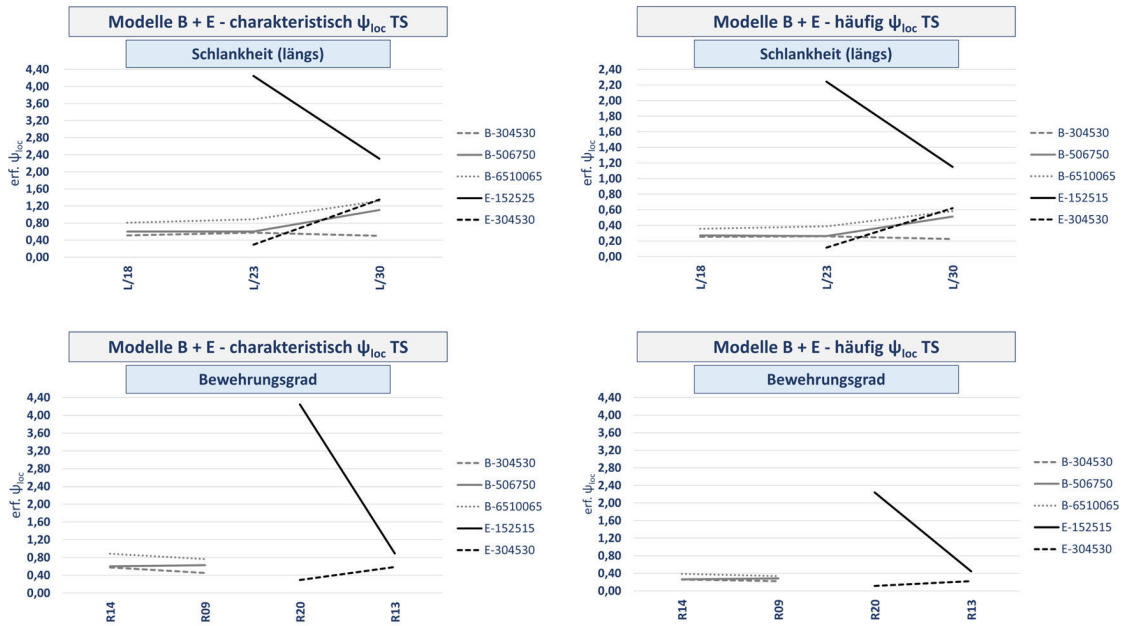 Modelle B + E - charakteristisch ψloc TS
Schlankheit (längs)
erf. ψloc
4,40
4,00
3,60
3,20
2,80
2,40
2,00
1,60
1,20
0,80
0,40
0,00
L/18
L/23
L/30
B-304530
B-506750
B-6510065
E-152525
E-304530
Modelle B + E - häufig ψloc TS
Schlankheit (längs)
erf. ψloc
2,40
2,20
2,00
1,80
1,60
1,40
1,20
1,00
0,80
0,60
0,40
0,20
0,00
L/18
L/23
L/30
B-304530
B-506750
B-6510065
E-152515
E-304530
Modelle B + E - charakteristisch ψloc TS
Bewehrungsgrad
erf. ψloc
4,40
4,00
3,60
3,20
2,80
2,40
2,00
1,60
1,20
0,80
0,40
0,00
R14
R09
R20
R13
B-304530
B-506750
B-6510065
E-152515
E-304530
Modelle B + E - häufig ψloc TS
Bewehrungsgrad
erf. ψloc
4,40
4,00
3,60
3,20
2,80
2,40
2,00
1,60
1,20
0,80
0,40
0,00
R14
R09
R20
R13
B-304530
B-506750
B-6510065
E-152515
E-304530